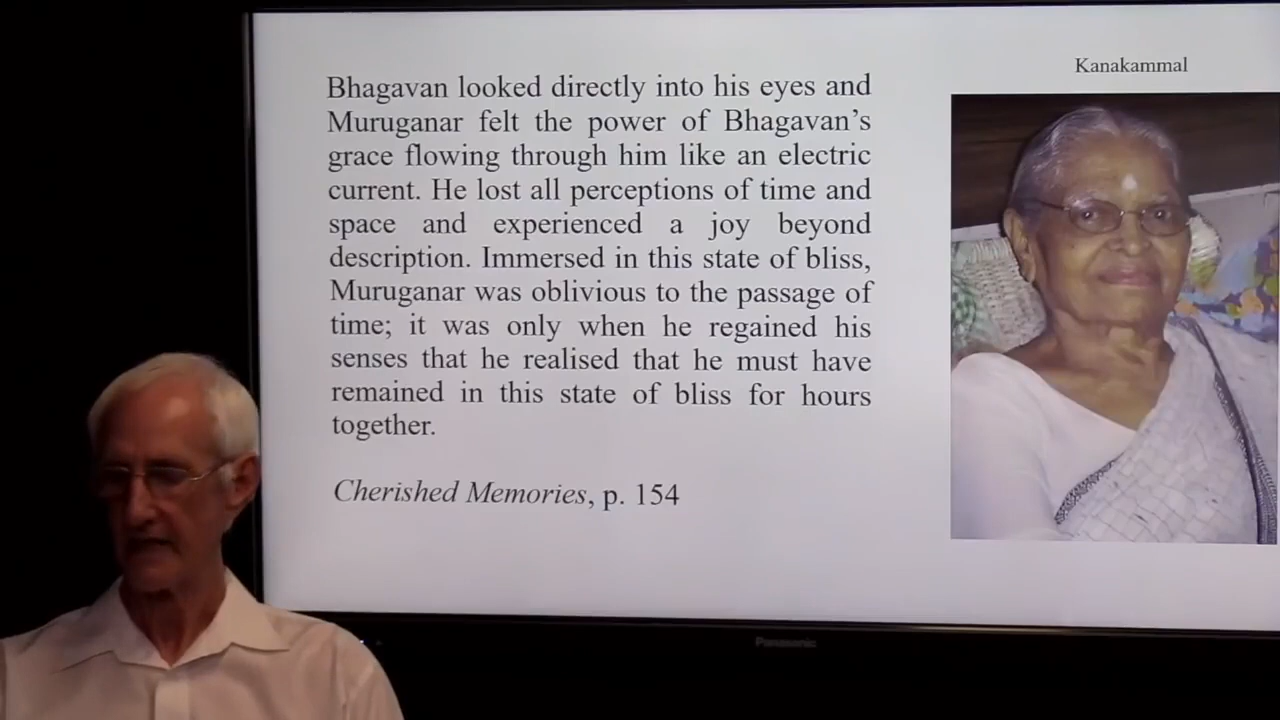 Bhagavan looked directly into his eyes and
Muruganar felt the power of Bhagavan's
grace flowing through him like an electric
current. He lost all perceptions of time and
space and experienced a joy beyond
description. Immersed in this state of bliss,
Muruganar was oblivious to the passage of
time; it was only when he regained his
senses that he realised that he must have
remained in this state of bliss for hours
together.
Cherished Memories, p. 154
Kanakammal
Panasonic